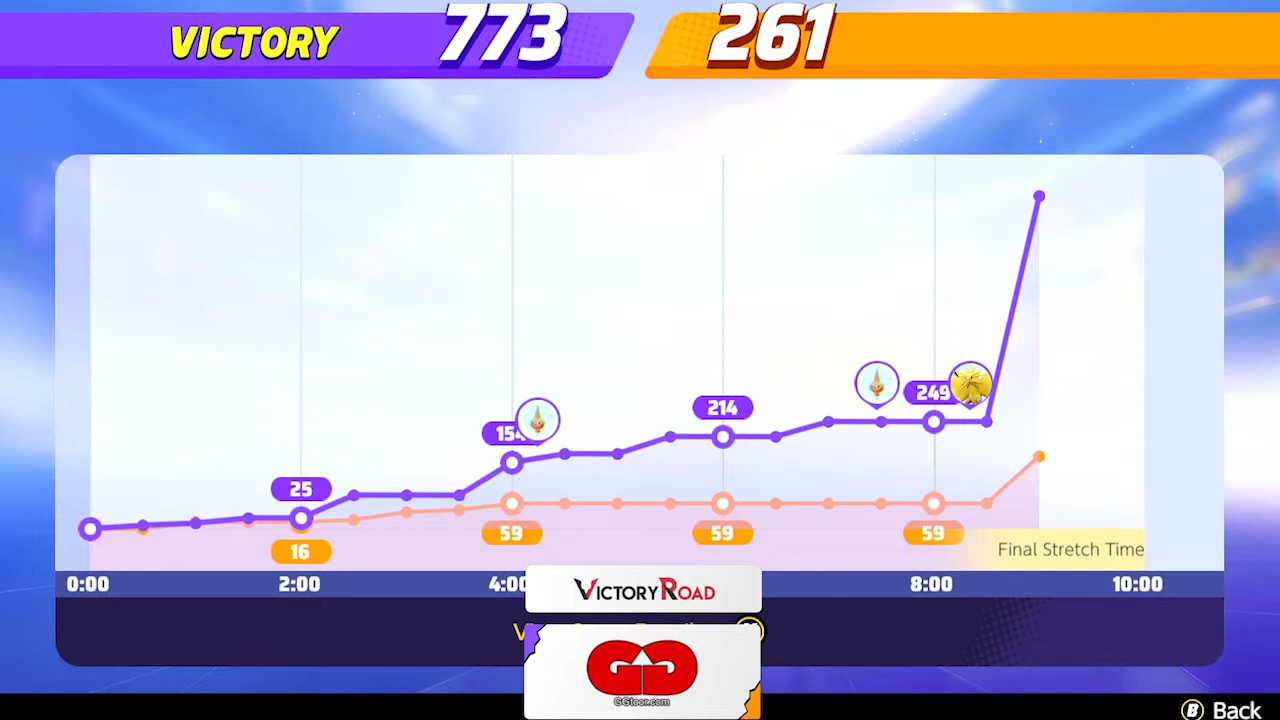 VICTORY 773 261
25
16
154
59
214
59
249
59
Final Stretch Time
0:00 2:00 4:00 8:00 10:00
VICTORY ROAD
GGtoor.com
B Back